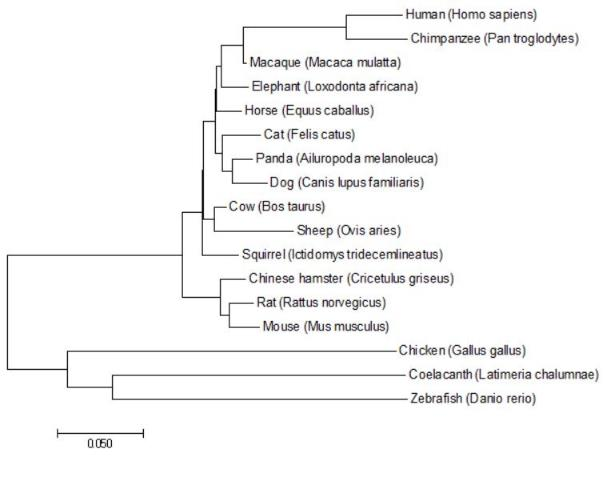 Human (Homo sapiens)
Chimpanzee (Pan troglodytes)
Macaque (Macaca mulatta)
Elephant (Loxodonta africana)
Horse (Equus caballus)
Cat (Felis catus)
Panda (Ailuropoda melanoleuca)
Dog (Canis lupus familiaris)
Cow (Bos taurus)
Sheep (Ovis aries)
Squirrel (Ictidomys tridecemlineatus)
Chinese hamster (Cricetulus griseus)
Rat (Rattus norvegicus)
Mouse (Mus musculus)
Chicken (Gallus gallus)
Coelacanth (Latimeria chalumnae)
Zebrafish (Danio rerio)
0.050